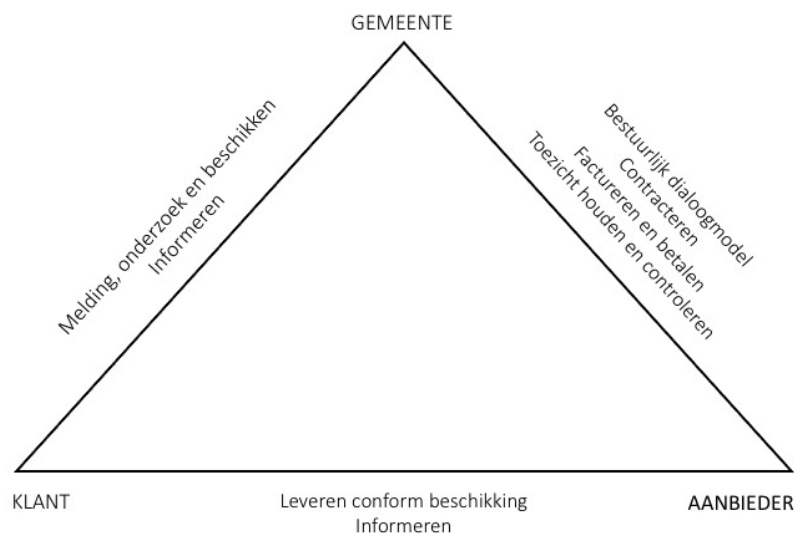 GEMEENTE
Melding, onderzoek en beschikken
Informeren
Bestuurlijk dialoogmodel
Contracteren
Factureren en betalen
Toezicht houden en controleren
KLANT
Leveren conform beschikking
Informeren
AANBIEDER